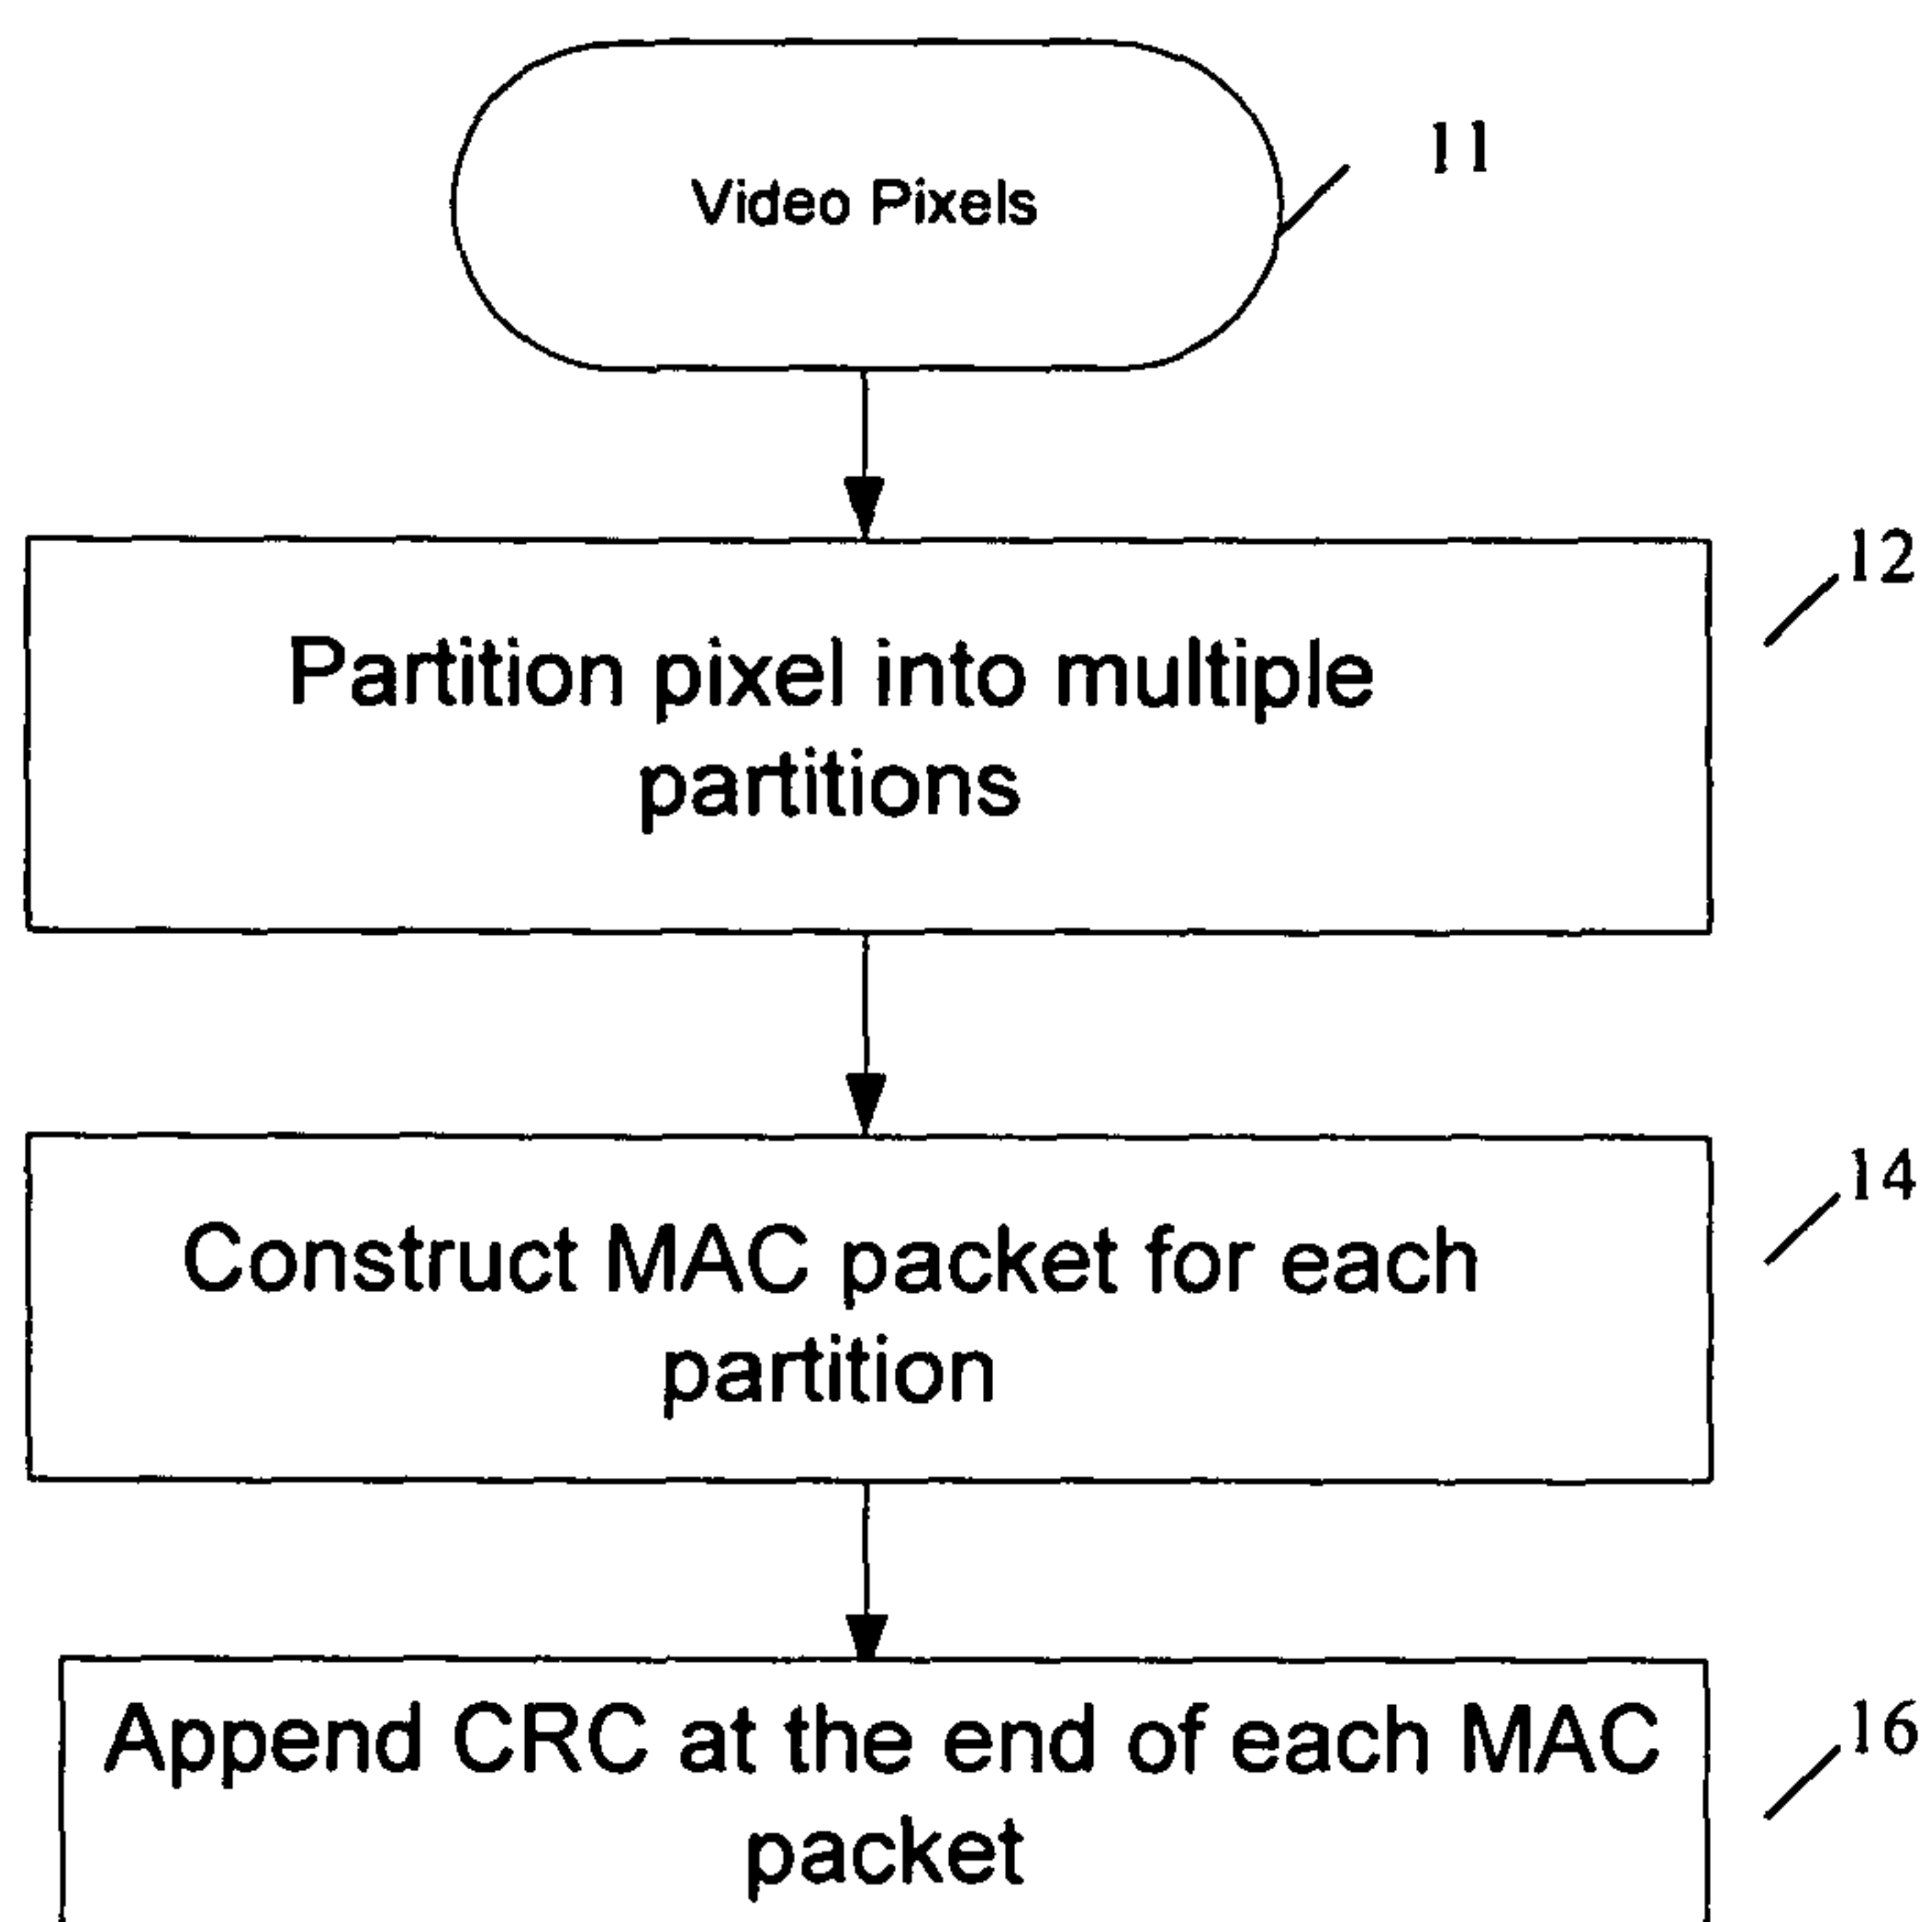 Video Pixels
11
12
Partition pixel into multiple
partitions
14
Construct MAC packet for each
partition
16
Append CRC at the end of each MAC
packet